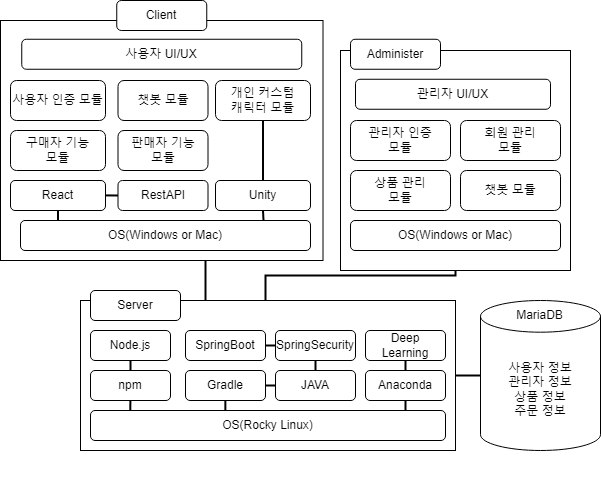 Client
사용자 UI/UX
사용자 인증 모듈
챗봇 모듈
개인 커스텀
캐릭터 모듈
구매자 기능
모듈
판매자 기능
모듈
React
RestAPI
Unity
OS(Windows or Mac)
Administer
관리자 UI/UX
관리자 인증
모듈
회원 관리
모듈
상품 관리
모듈
챗봇 모듈
OS(Windows or Mac)
Server
Node.js
SpringBoot
SpringSecurity
Deep
Learning
npm
Gradle
JAVA
Anaconda
OS(Rocky Linux)
MariaDB
사용자 정보
관리자 정보
상품 정보
주문 정보